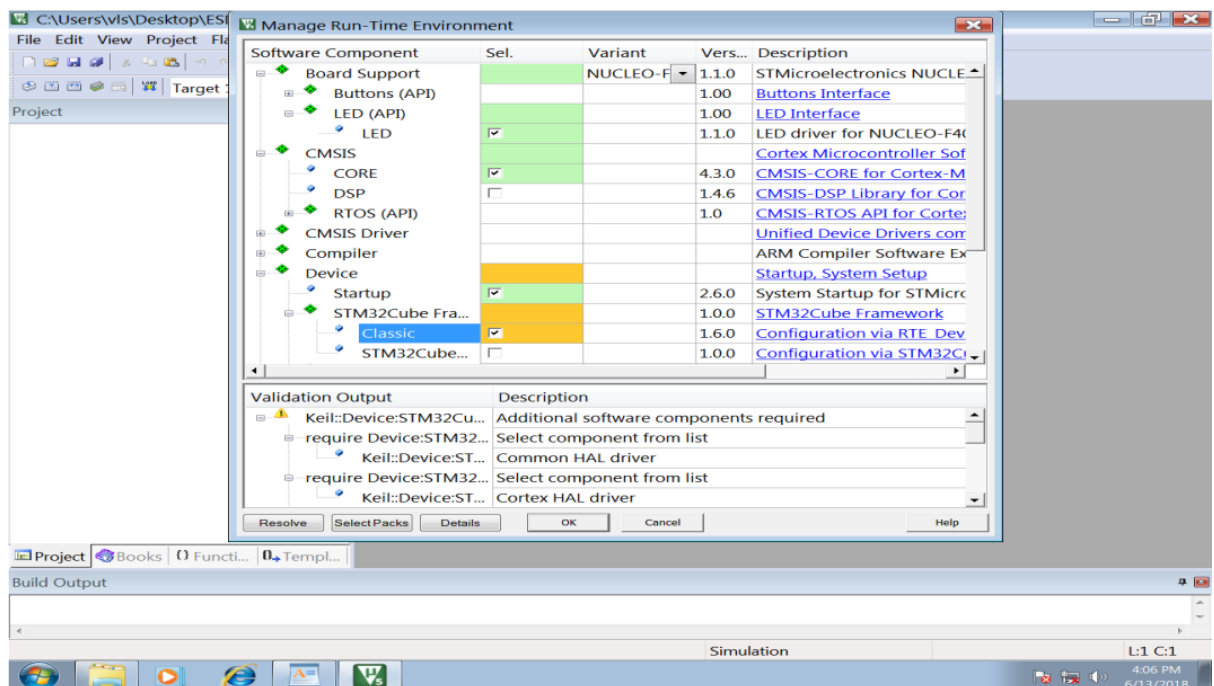 C:\Users\vls\Desktop\ESI
Manage Run-Time Environment
File Edit View Project Fla
Target
Project
Software Component Sel. Variant Vers... Description
Board Support NUCLEO-F 1.1.0 STMicroelectronics NUCLE
Buttons (API) 1.00 Buttons Interface
LED (API) 1.00 LED Interface
LED 1.1.0 LED driver for NUCLEO-F40
CMSIS Cortex Microcontroller Sof
CORE 4.3.0 CMSIS-CORE for Cortex-M
DSP 1.4.6 CMSIS-DSP Library for Cor
RTOS (API) 1.0 CMSIS-RTOS API for Cortex
CMSIS Driver Unified Device Drivers com
Compiler ARM Compiler Software Ex
Device Startup, System Setup
Startup 2.6.0 System Startup for STMicro
STM32Cube Fra... 1.0.0 STM32Cube Framework
Classic 1.6.0 Configuration via RTE_Dev
STM32Cube... 1.0.0 Configuration via STM32C
Validation Output Description
Keil::Device:STM32Cu... Additional software components required
require Device:STM32... Select component from list
Keil::Device:ST... Common HAL driver
require Device:STM32... Select component from list
Keil::Device:ST... Cortex HAL driver
Resolve Select Packs Details OK Cancel Help
Project Books {} Functi... 0 Templ...
Build Output
Simulation L:1 C:1
4:06 PM
6/13/2018